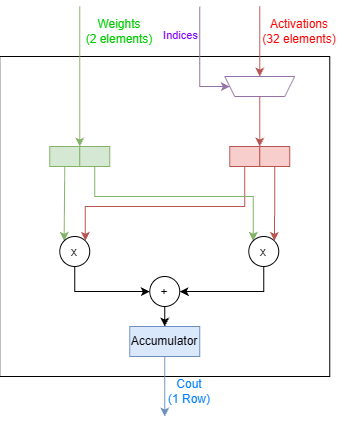 Weights
(2 elements)
Indices
Activations
(32 elements)
x
x
+
Accumulator
Cout
(1 Row)